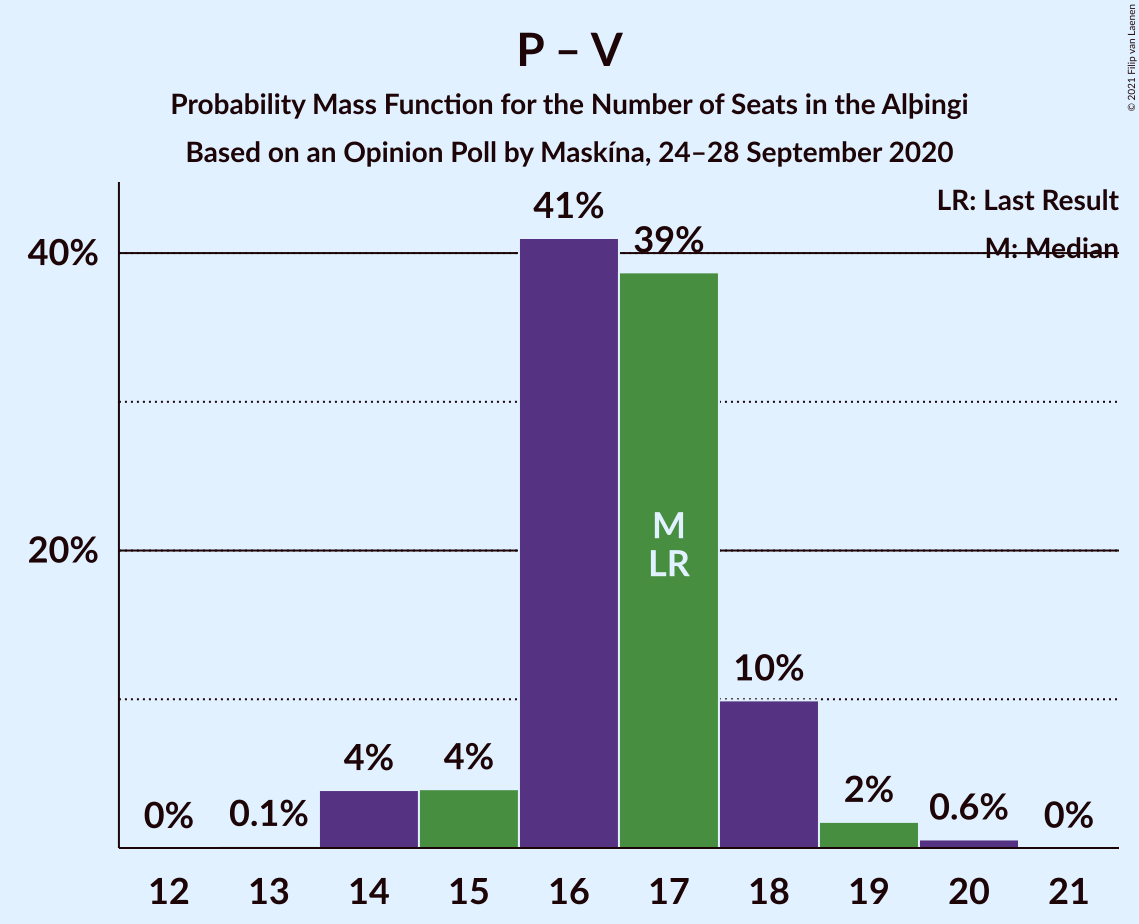 P – V
Probability Mass Function for the Number of Seats in the Alþingi
Based on an Opinion Poll by Maskína, 24–28 September 2020
© 2021 Filip van Laenen
LR: Last Result
M: Median
40%
20%
0%
0.1%
4%
4%
41%
39%
M
LR
10%
2%
0.6%
0%
12 13 14 15 16 17 18 19 20 21